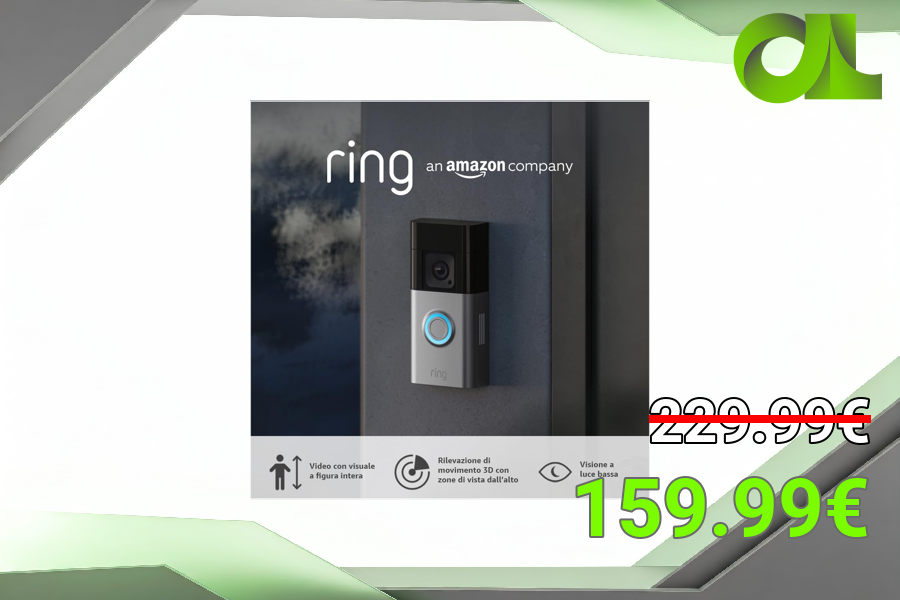 ring an amazon company
ring
229.99€
Video con visuale
a figura intera
Rilevazione di
movimento 3D con
zone di vista dall'alto
Visione a
luce bassa
159.99€